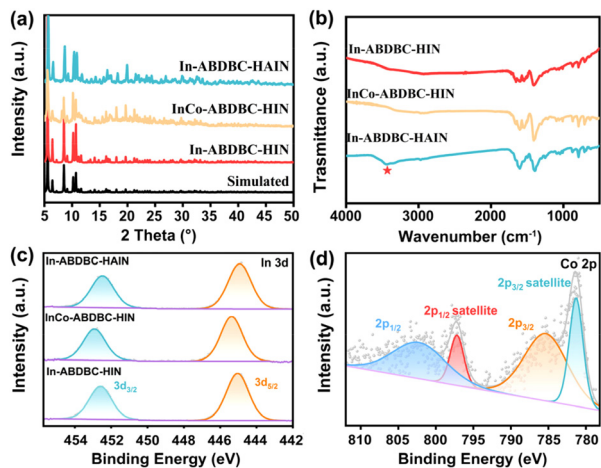 (a)
In-ABDBC-HAIN
InCo-ABDBC-HIN
In-ABDBC-HIN
Simulated
Intensity (a.u.)
5 10 15 20 25 30 35 40 45 50
2 Theta (°)
(b)
In-ABDBC-HIN
InCo-ABDBC-HIN
In-ABDBC-HAIN
Trasmittance (a.u.)
4000 3000 2000 1000
Wavenumber (cm⁻¹)
(c)
In-ABDBC-HAIN
In 3d
InCo-ABDBC-HIN
In-ABDBC-HIN
3d₃/₂
3d₅/₂
Intensity (a.u.)
454 452 450 448 446 444 442
Binding Energy (eV)
(d)
Co 2p
2p₃/₂ satellite
2p₁/₂ satellite
2p₁/₂
2p₃/₂
Intensity (a.u.)
810 805 800 795 790 785 780
Binding Energy (eV)